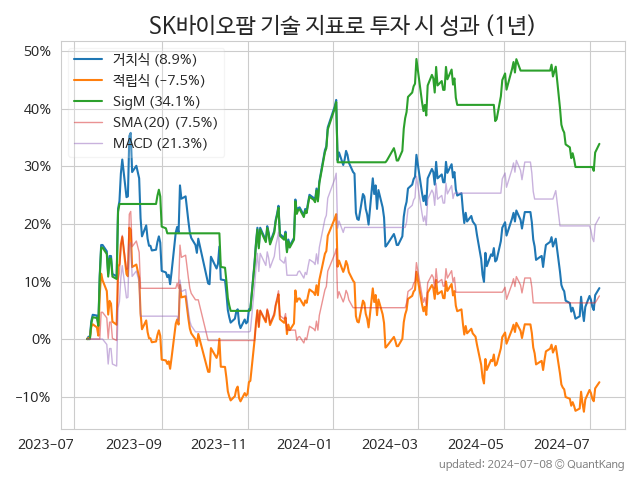 SK바이오팜 기술 지표로 투자 시 성과 (1년)
50%
40%
30%
20%
10%
0%
−10%
거치식 (8.9%)
적립식 (−7.5%)
SigM (34.1%)
SMA(20) (7.5%)
MACD (21.3%)
2023-07
2023-09
2023-11
2024-01
2024-03
2024-05
2024-07
updated: 2024-07-08 © QuantKang